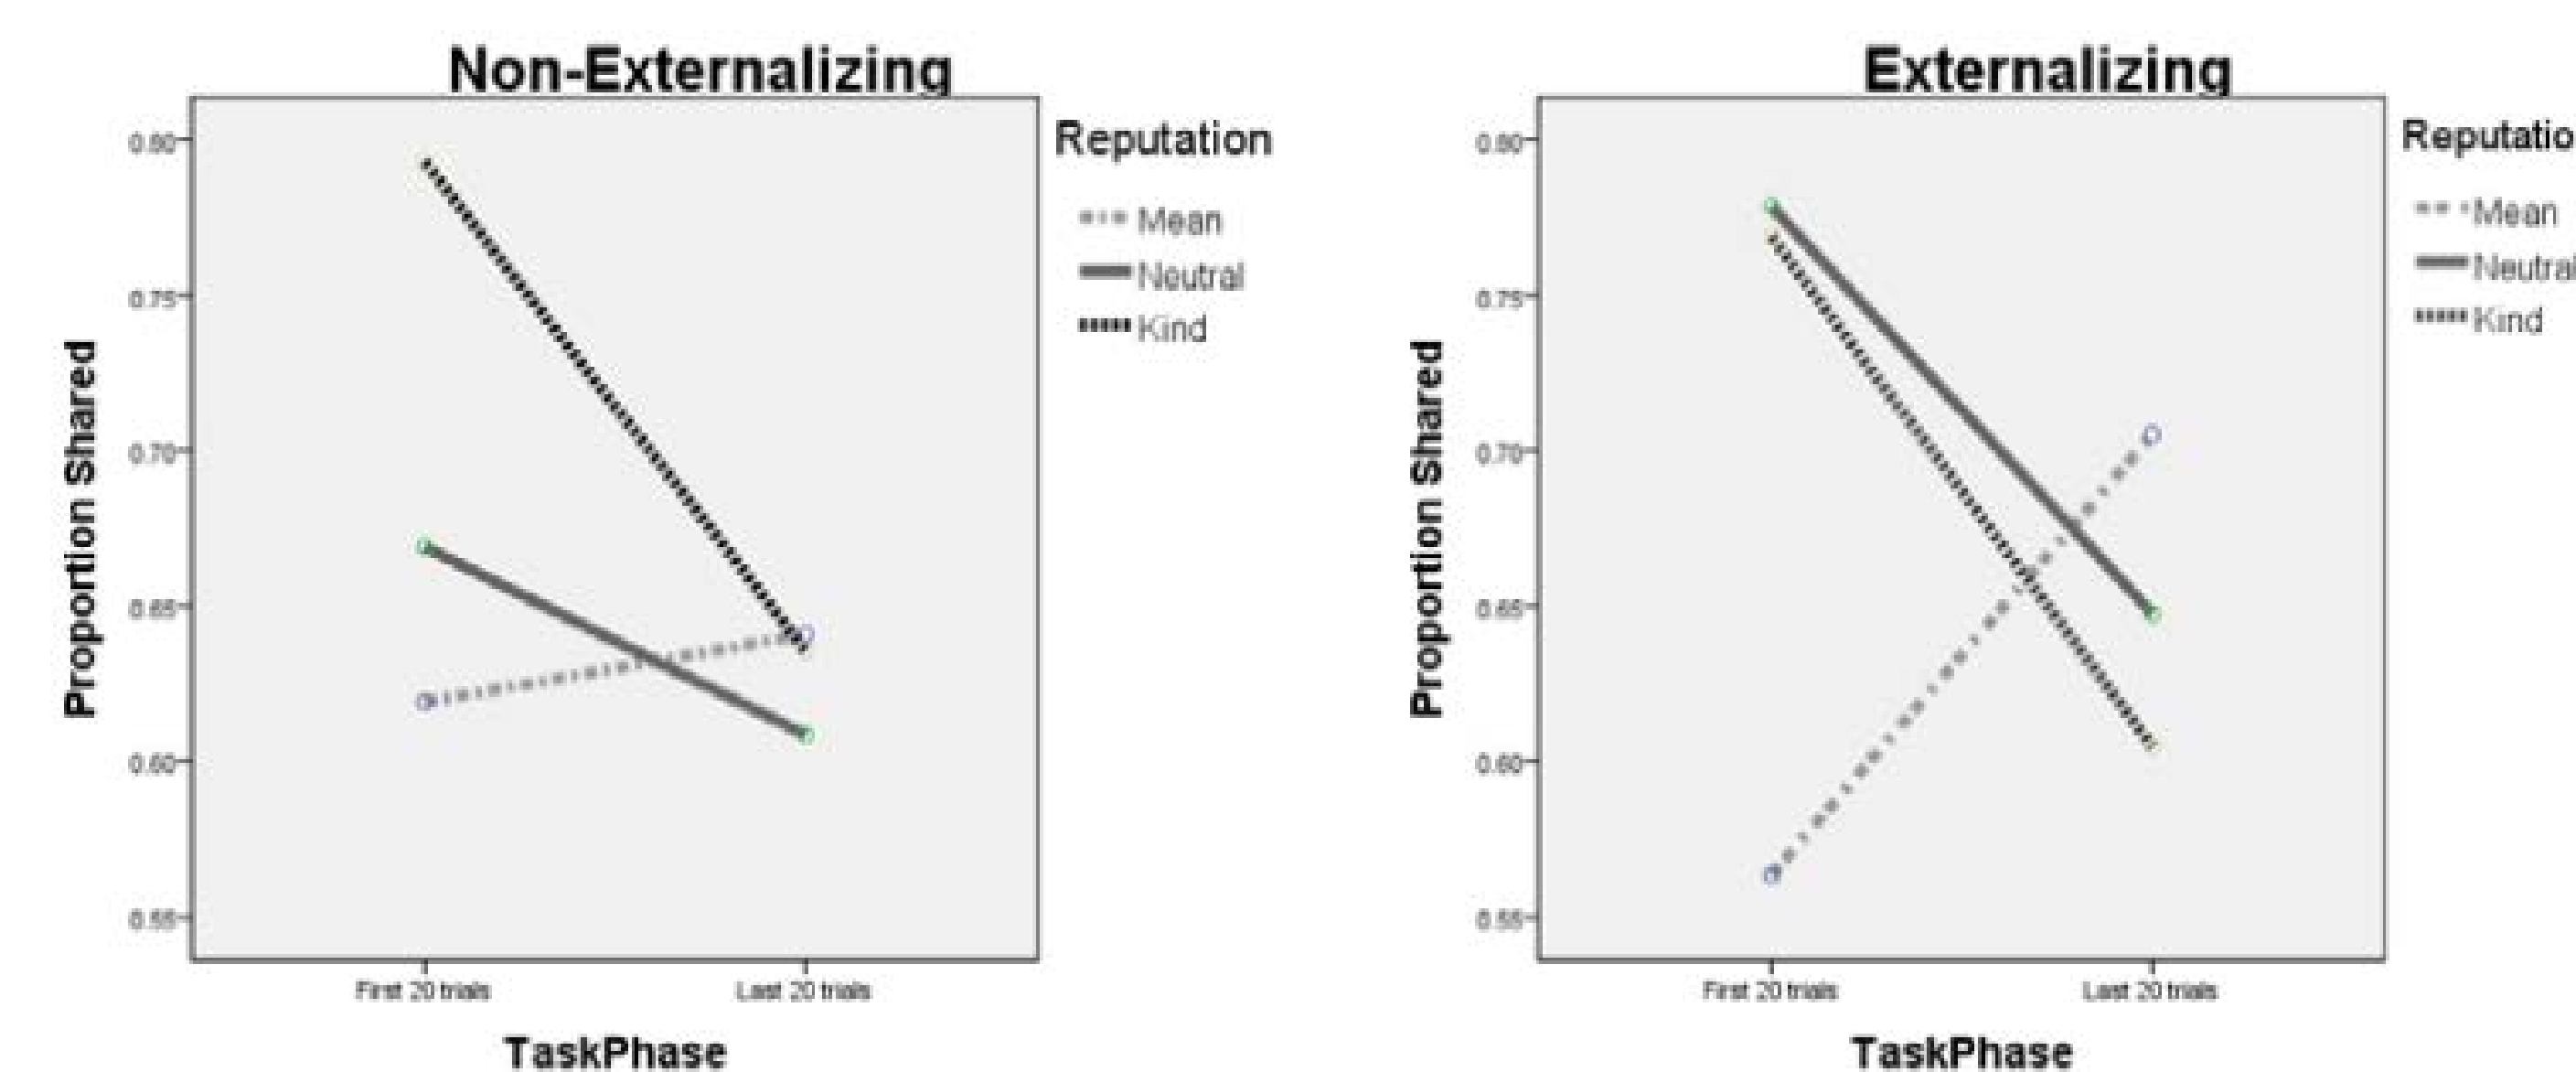 Non-Externalizing
0.80
0.75
0.70
0.65
0.60
0.55
Proportion Shared
First 20 trials
Last 20 trials
TaskPhase
Reputation
Mean
Neutral
Kind
Externalizing
0.80
0.75
0.70
0.65
0.60
0.55
Proportion Shared
First 20 trials
Last 20 trials
TaskPhase
Reputatio
Mean
Neutral
Kind